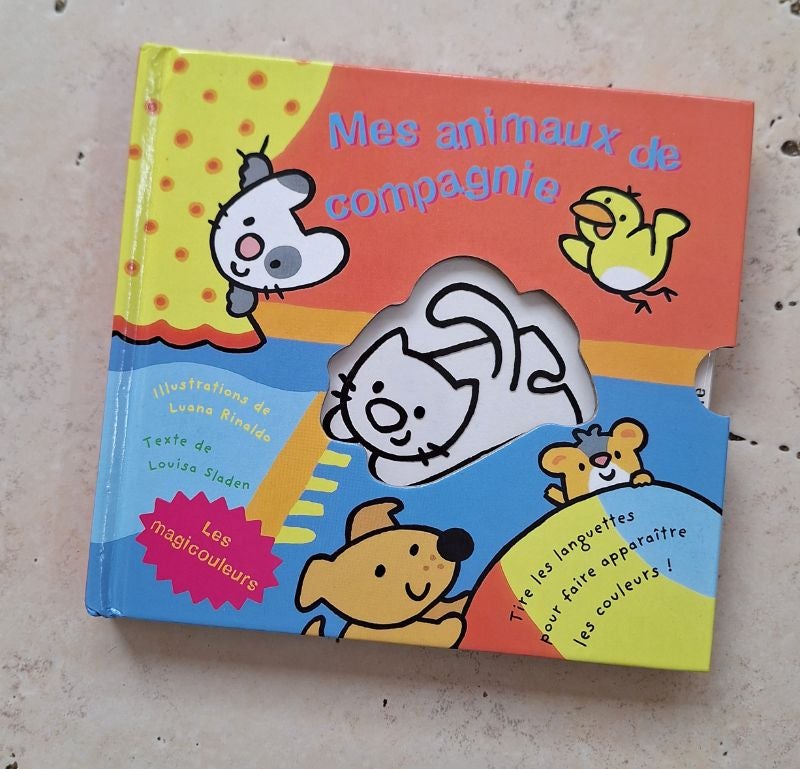 Mes animaux de
compagnie
Illustrations de
Luana Rinaldo
Texte de
Louisa Sladen
Les
magicouleurs
Tire les languettes
pour faire apparaître
les couleurs !